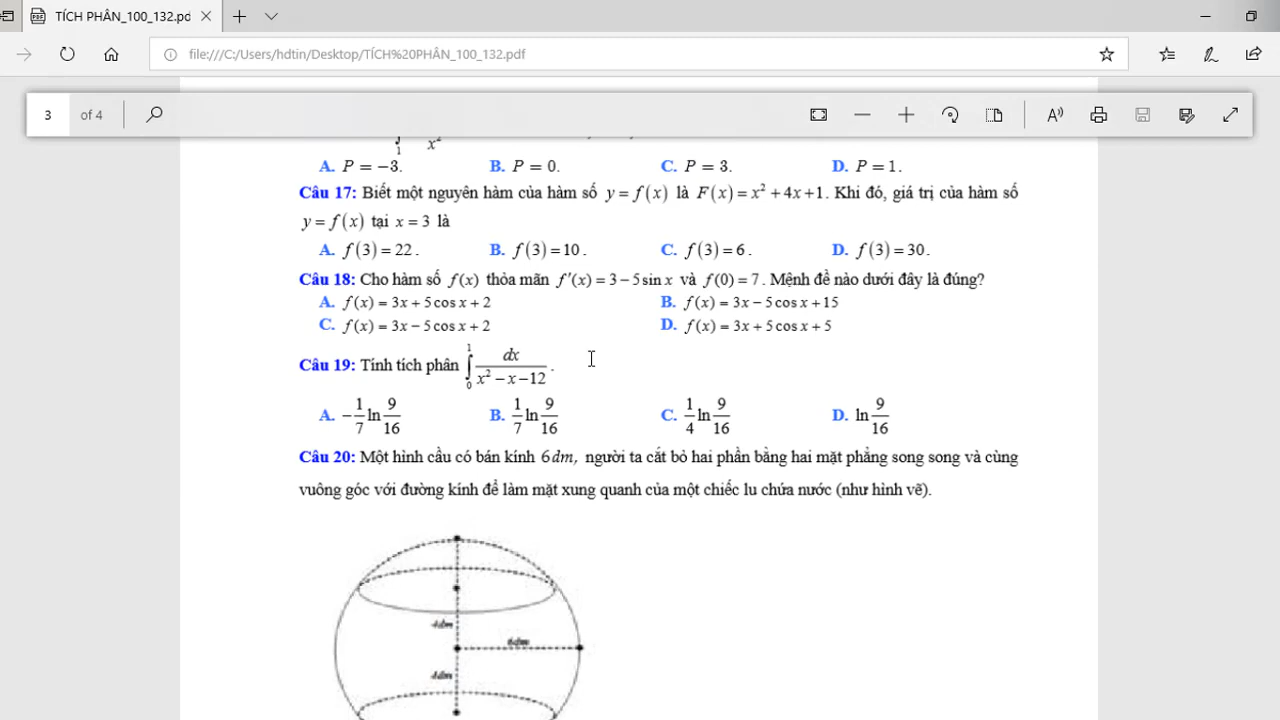 TÍCH PHÂN_100_132.pd
file:///C:/Users/hdtin/Desktop/TÍCH%20PHÂN_100_132.pdf
3 of 4
1 x²
A. P = −3. B. P = 0. C. P = 3. D. P = 1.
Câu 17: Biết một nguyên hàm của hàm số y = f(x) là F(x) = x² + 4x + 1. Khi đó, giá trị của hàm số
y = f(x) tại x = 3 là
A. f(3) = 22. B. f(3) = 10. C. f(3) = 6. D. f(3) = 30.
Câu 18: Cho hàm số f(x) thỏa mãn f'(x) = 3 − 5 sin x và f(0) = 7. Mệnh đề nào dưới đây là đúng?
A. f(x) = 3x + 5 cos x + 2 B. f(x) = 3x − 5 cos x + 15
C. f(x) = 3x − 5 cos x + 2 D. f(x) = 3x + 5 cos x + 5
Câu 19: Tính tích phân ∫₀¹ dx/(x² − x − 12).
A. −1/7 ln 9/16 B. 1/7 ln 9/16 C. 1/4 ln 9/16 D. ln 9/16
Câu 20: Một hình cầu có bán kính 6dm, người ta cắt bỏ hai phần bằng hai mặt phẳng song song và cùng
vuông góc với đường kính để làm mặt xung quanh của một chiếc lu chứa nước (như hình vẽ).
4dm
6dm
4dm